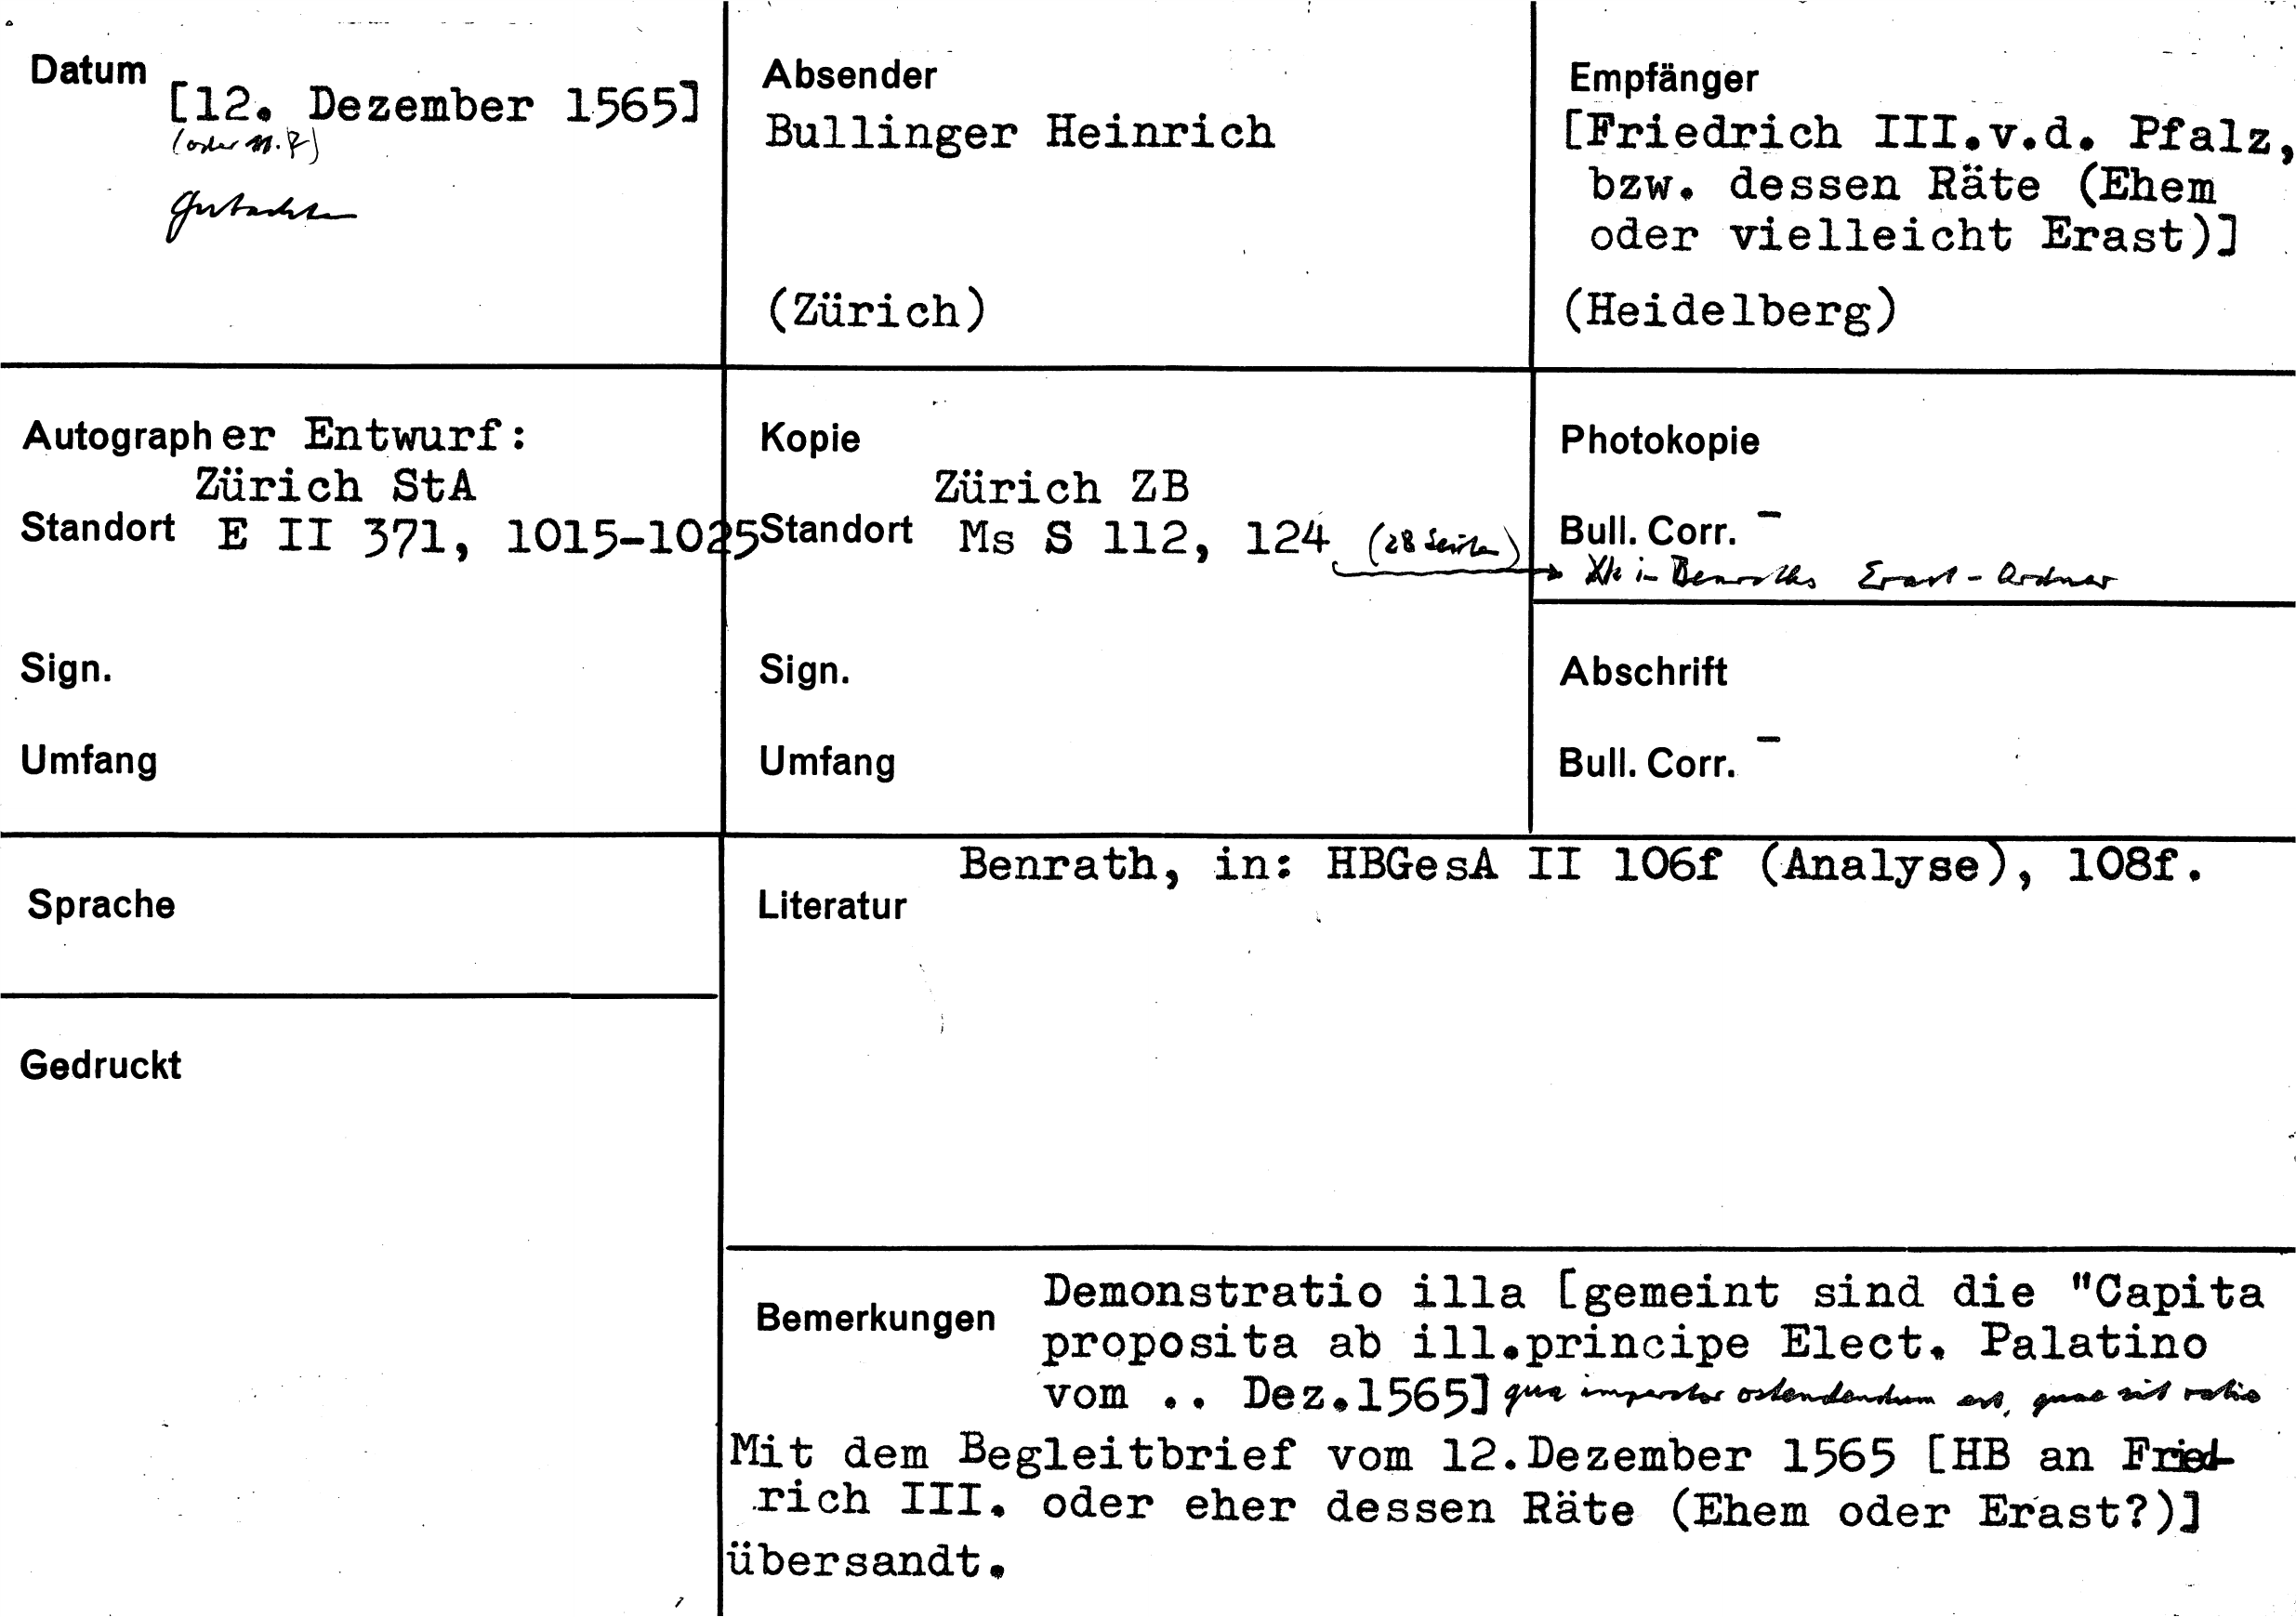 Datum
[12. Dezember 1565]
(oder 11.?)
Gutachten
Absender
Bullinger Heinrich
(Zürich)
Empfänger
[Friedrich III.v.d. Pfalz,
bzw. dessen Räte (Ehem
oder vielleicht Erast)]
(Heidelberg)
Autographer Entwurf:
Zürich StA
Standort E II 371, 1015-1025
Sign.
Umfang
Kopie
Zürich ZB
Standort Ms S 112, 124 (28 Seiten)
Sign.
Umfang
Photokopie
Bull. Corr. -
in Benraths Erast-Ordner
Abschrift
Bull. Corr. -
Sprache
Gedruckt
Benrath, in: HBGesA II 106f (Analyse), 108f.
Literatur
Bemerkungen
Demonstratio illa [gemeint sind die "Capita
proposita ab ill.principe Elect. Palatino
vom .. Dez.1565] qua ostendendum est, quae sit ratio
Mit dem Begleitbrief vom 12.Dezember 1565 [HB an Fried-
rich III. oder eher dessen Räte (Ehem oder Erast?)]
übersandt.